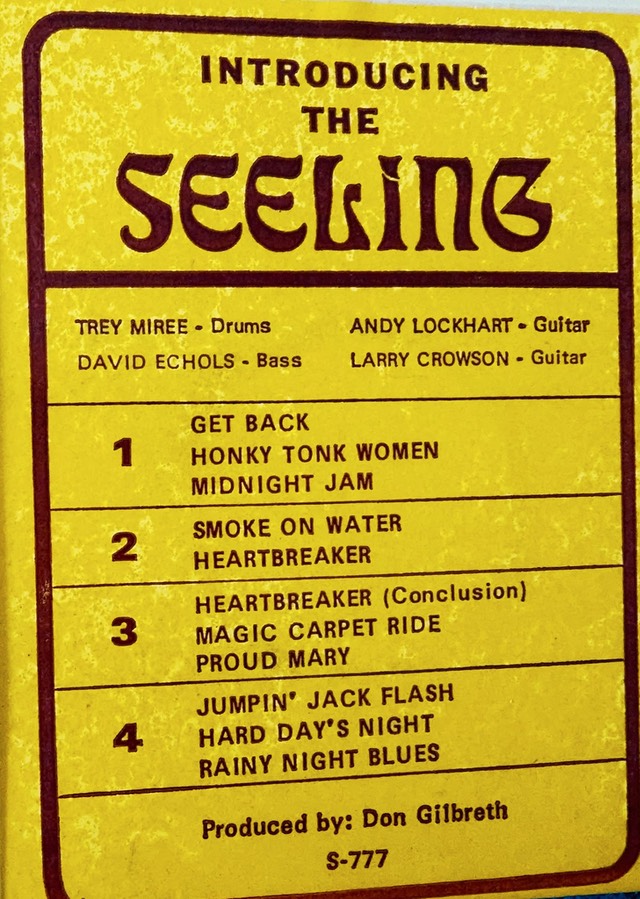 INTRODUCING
THE
SEELING
TREY MIREE - Drums
ANDY LOCKHART - Guitar
DAVID ECHOLS - Bass
LARRY CROWSON - Guitar
1
GET BACK
HONKY TONK WOMEN
MIDNIGHT JAM
2
SMOKE ON WATER
HEARTBREAKER
3
HEARTBREAKER (Conclusion)
MAGIC CARPET RIDE
PROUD MARY
4
JUMPIN' JACK FLASH
HARD DAY'S NIGHT
RAINY NIGHT BLUES
Produced by: Don Gilbreth
S-777